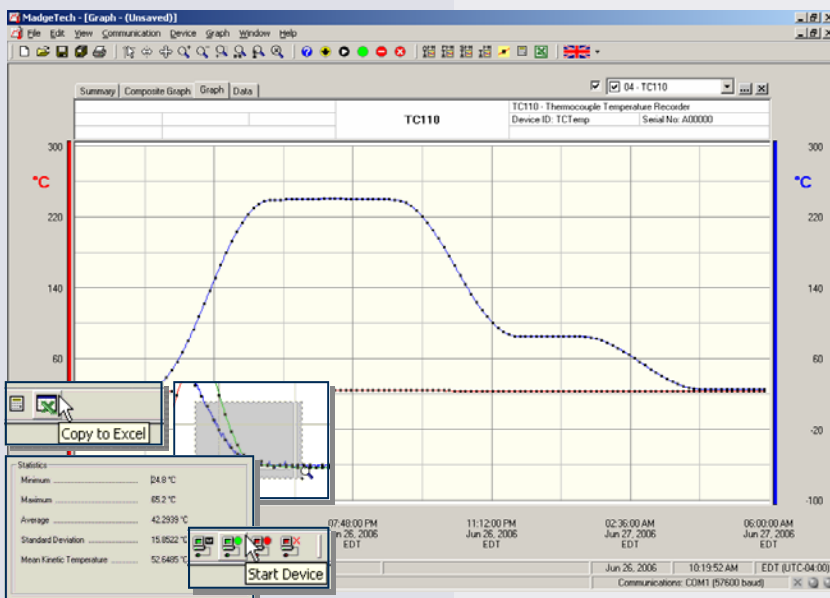 MadgeTech - [Graph - (Unsaved)]
File Edit View Communication Device Graph Window Help
Summary Composite Graph Graph Data
04 - TC110
TC110
TC110 - Thermocouple Temperature Recorder
Device ID: TCTemp Serial No: A00000
300 300
°C °C
220 220
140 140
60 60
-20
-100
Copy to Excel
Statistics
Minimum 24.8 °C
Maximum 65.2 °C
Average 42.2939 °C
Standard Deviation 15.8522 °C
Mean Kinetic Temperature 52.6485 °C
Start Device
07:48:00 PM 11:12:00 PM 02:36:00 AM 06:00:00 AM
26, 2006 Jun 26, 2006 Jun 27, 2006 Jun 27, 2006
EDT EDT EDT EDT
Jun 26, 2006 10:19:52 AM EDT (UTC-04:00)
Communications: COM1 (57600 baud)